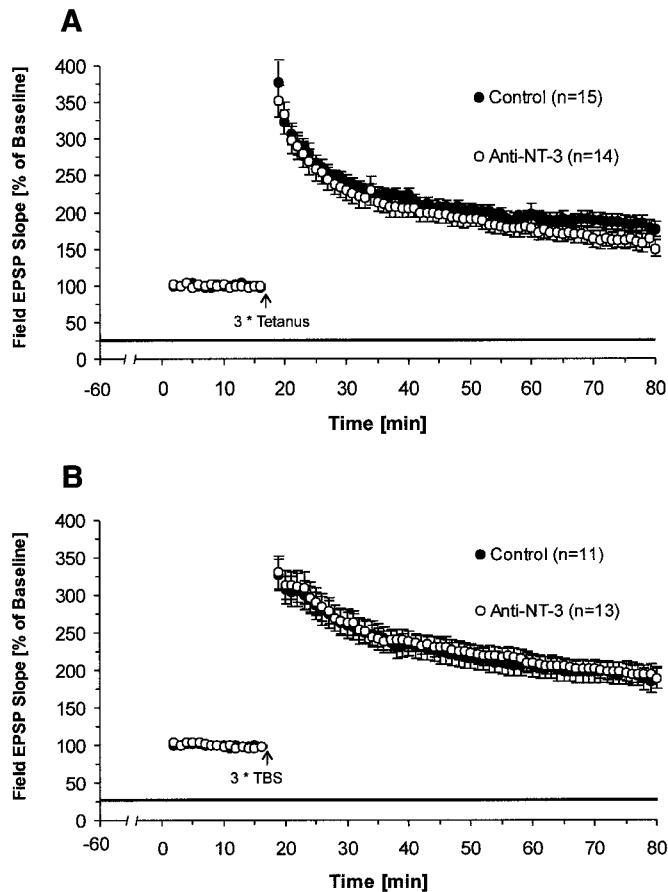 A
Field EPSP Slope [% of Baseline]
400
350
300
250
200
150
100
50
0
Control (n=15)
Anti-NT-3 (n=14)
3 * Tetanus
-60 0 10 20 30 40 50 60 70 80
Time [min]
B
Field EPSP Slope [% of Baseline]
400
350
300
250
200
150
100
50
0
Control (n=11)
Anti-NT-3 (n=13)
3 * TBS
-60 0 10 20 30 40 50 60 70 80
Time [min]